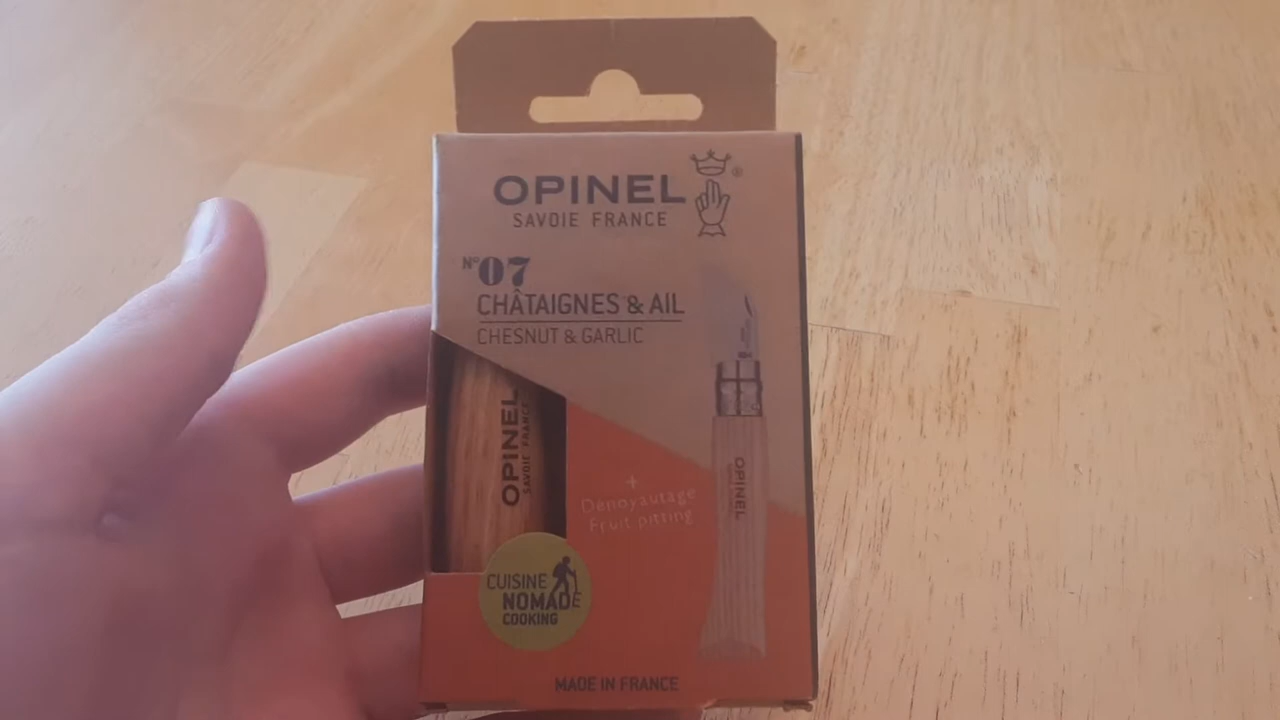 OPINEL
SAVOIE FRANCE
®
N°07
CHÂTAIGNES & AIL
CHESNUT & GARLIC
OPINEL
SAVOIE FRANCE
OPINEL
+
Dénoyautage
Fruit pitting
CUISINE
NOMADE
COOKING
MADE IN FRANCE